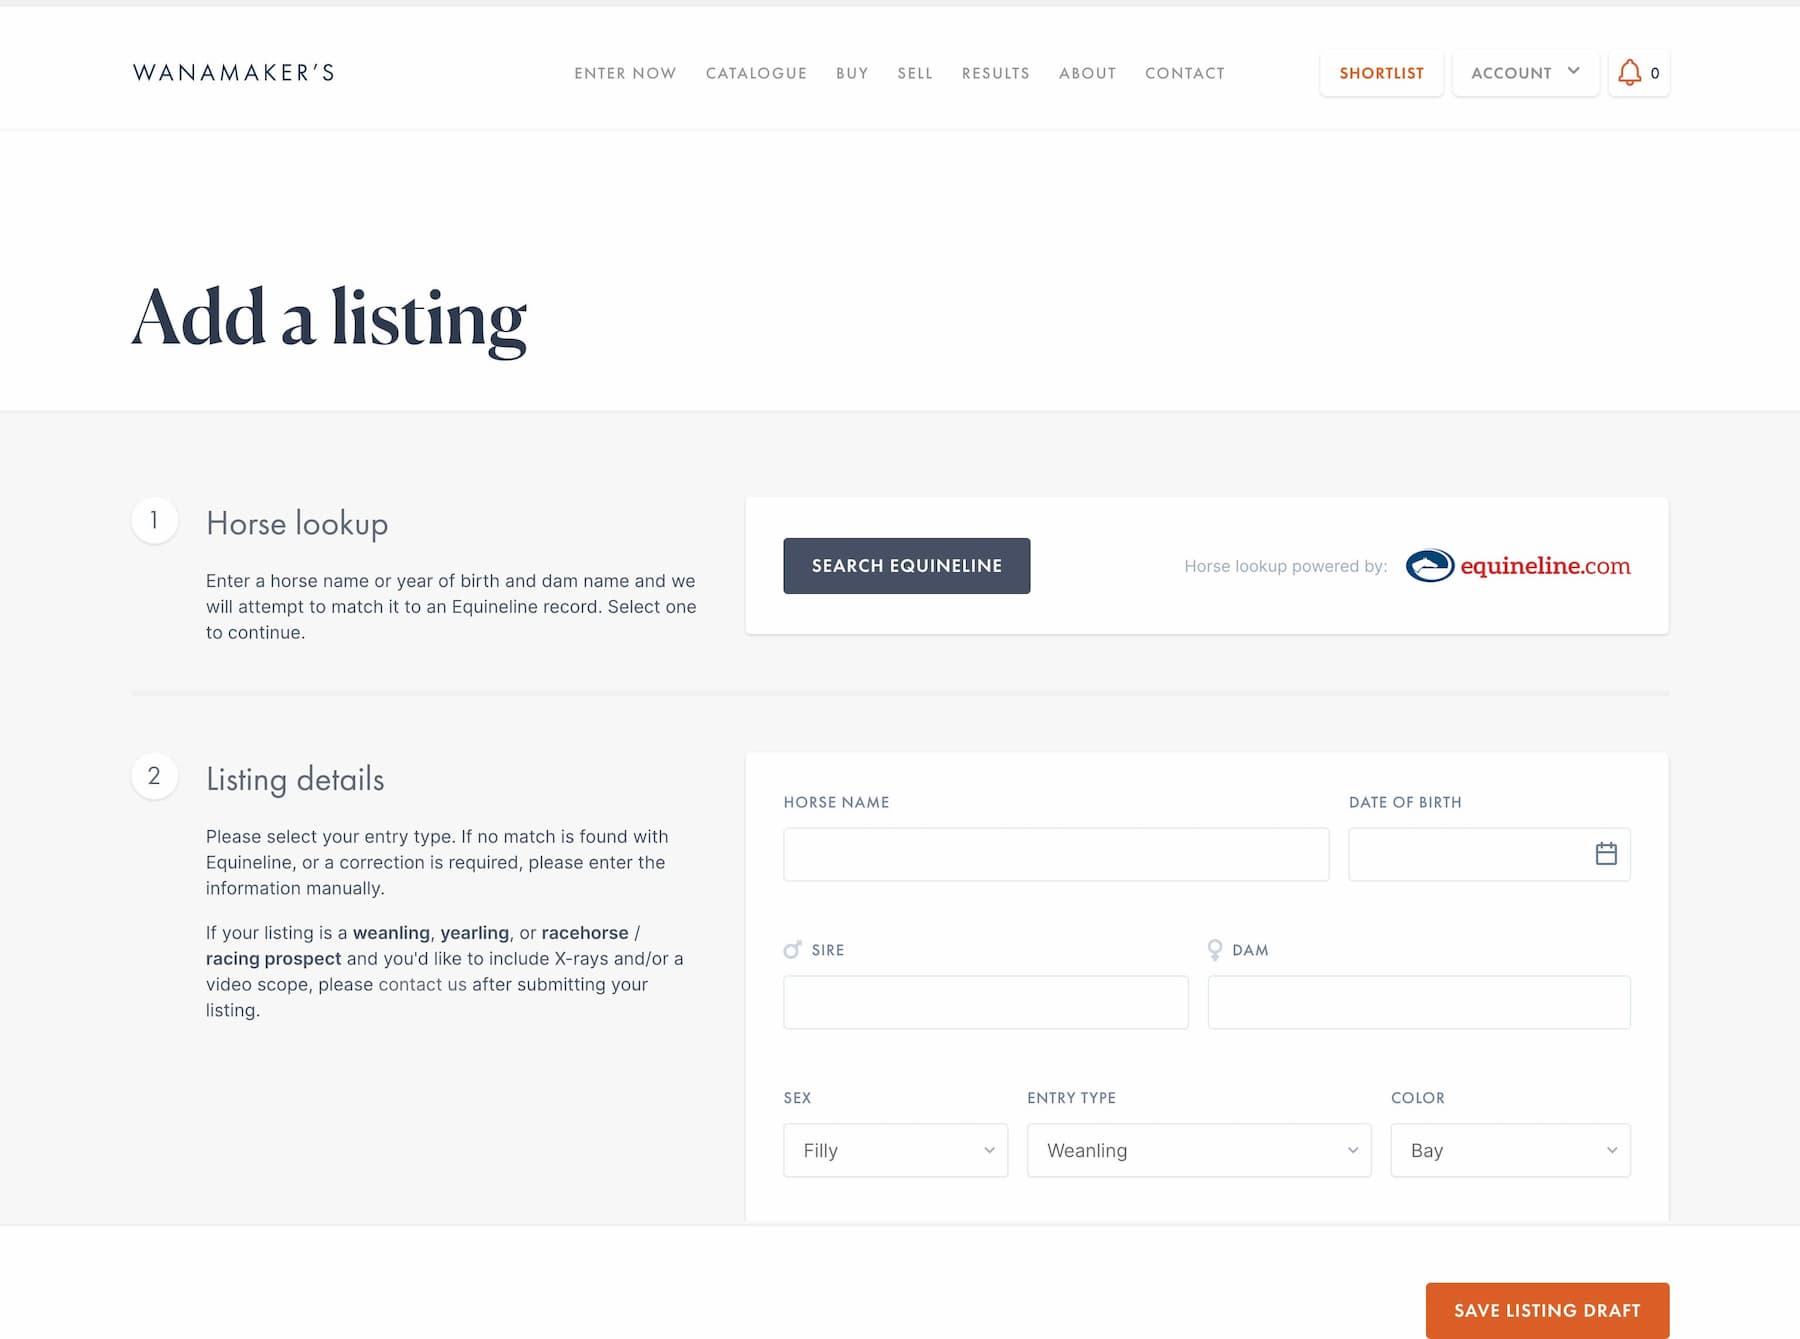 WANAMAKER'S
ENTER NOW CATALOGUE BUY SELL RESULTS ABOUT CONTACT
SHORTLIST ACCOUNT 0
Add a listing
1 Horse lookup
Enter a horse name or year of birth and dam name and we
will attempt to match it to an Equineline record. Select one
to continue.
SEARCH EQUINELINE
Horse lookup powered by: equineline.com
2 Listing details
Please select your entry type. If no match is found with
Equineline, or a correction is required, please enter the
information manually.
If your listing is a weanling, yearling, or racehorse /
racing prospect and you'd like to include X-rays and/or a
video scope, please contact us after submitting your
listing.
HORSE NAME DATE OF BIRTH
SIRE DAM
SEX ENTRY TYPE COLOR
Filly Weanling Bay
SAVE LISTING DRAFT